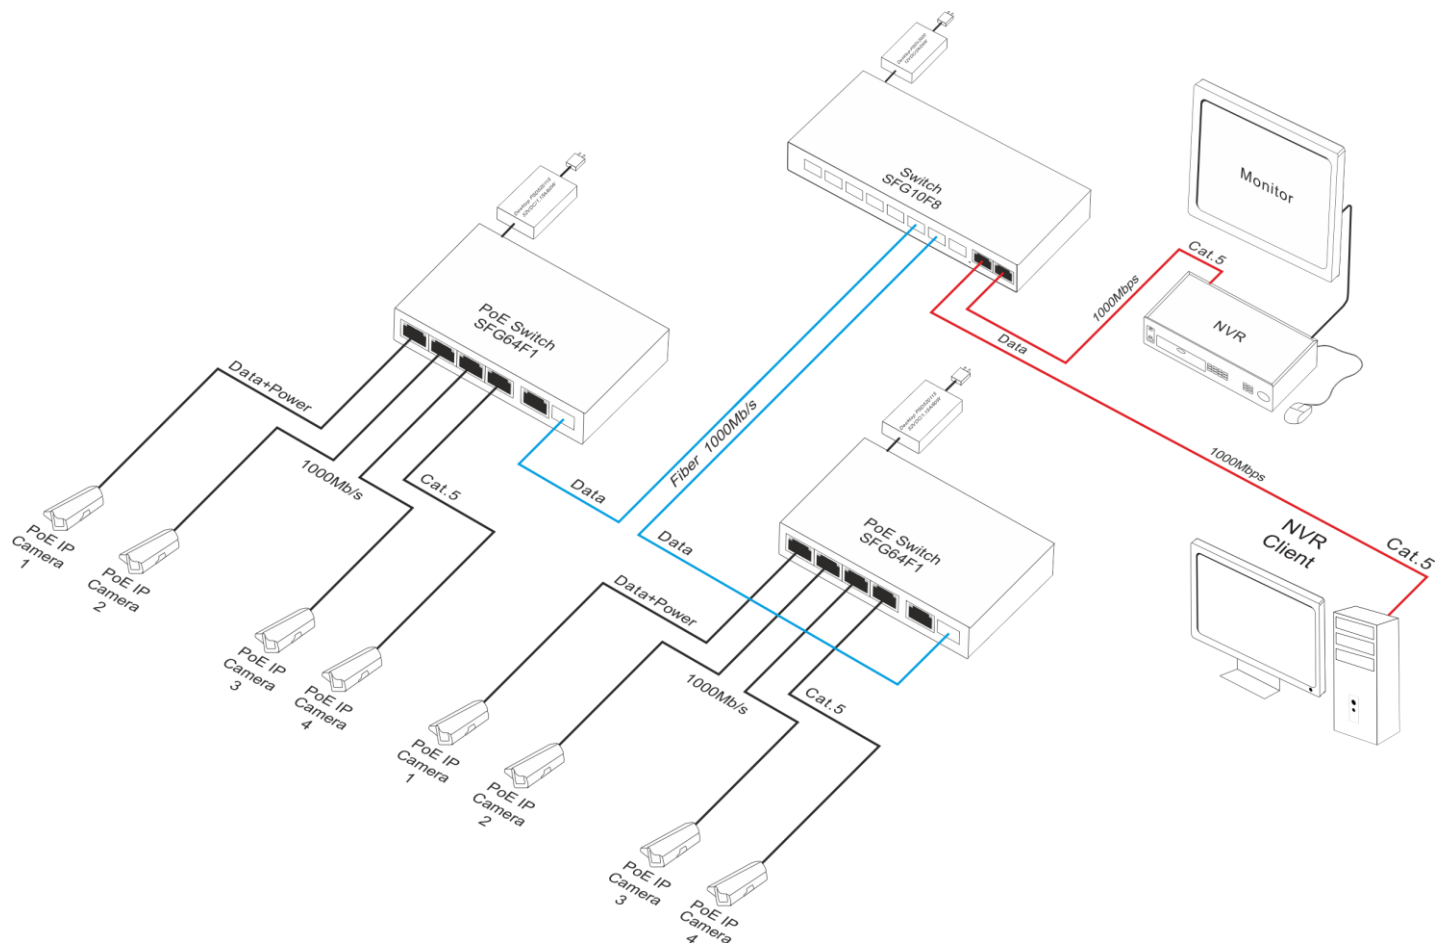 Switch
SFG10F8
Monitor
Cat.5
1000Mbps
Data
NVR
PoE Switch
SFG64F1
Data+Power
1000Mb/s
Cat.5
Data
Fiber 1000Mb/s
Data
PoE IP
Camera
1
PoE IP
Camera
2
PoE IP
Camera
3
PoE IP
Camera
4
PoE Switch
SFG64F1
Data+Power
1000Mb/s
Cat.5
PoE IP
Camera
1
PoE IP
Camera
2
PoE IP
Camera
3
PoE IP
Camera
4
1000Mbps
NVR
Client
Cat.5